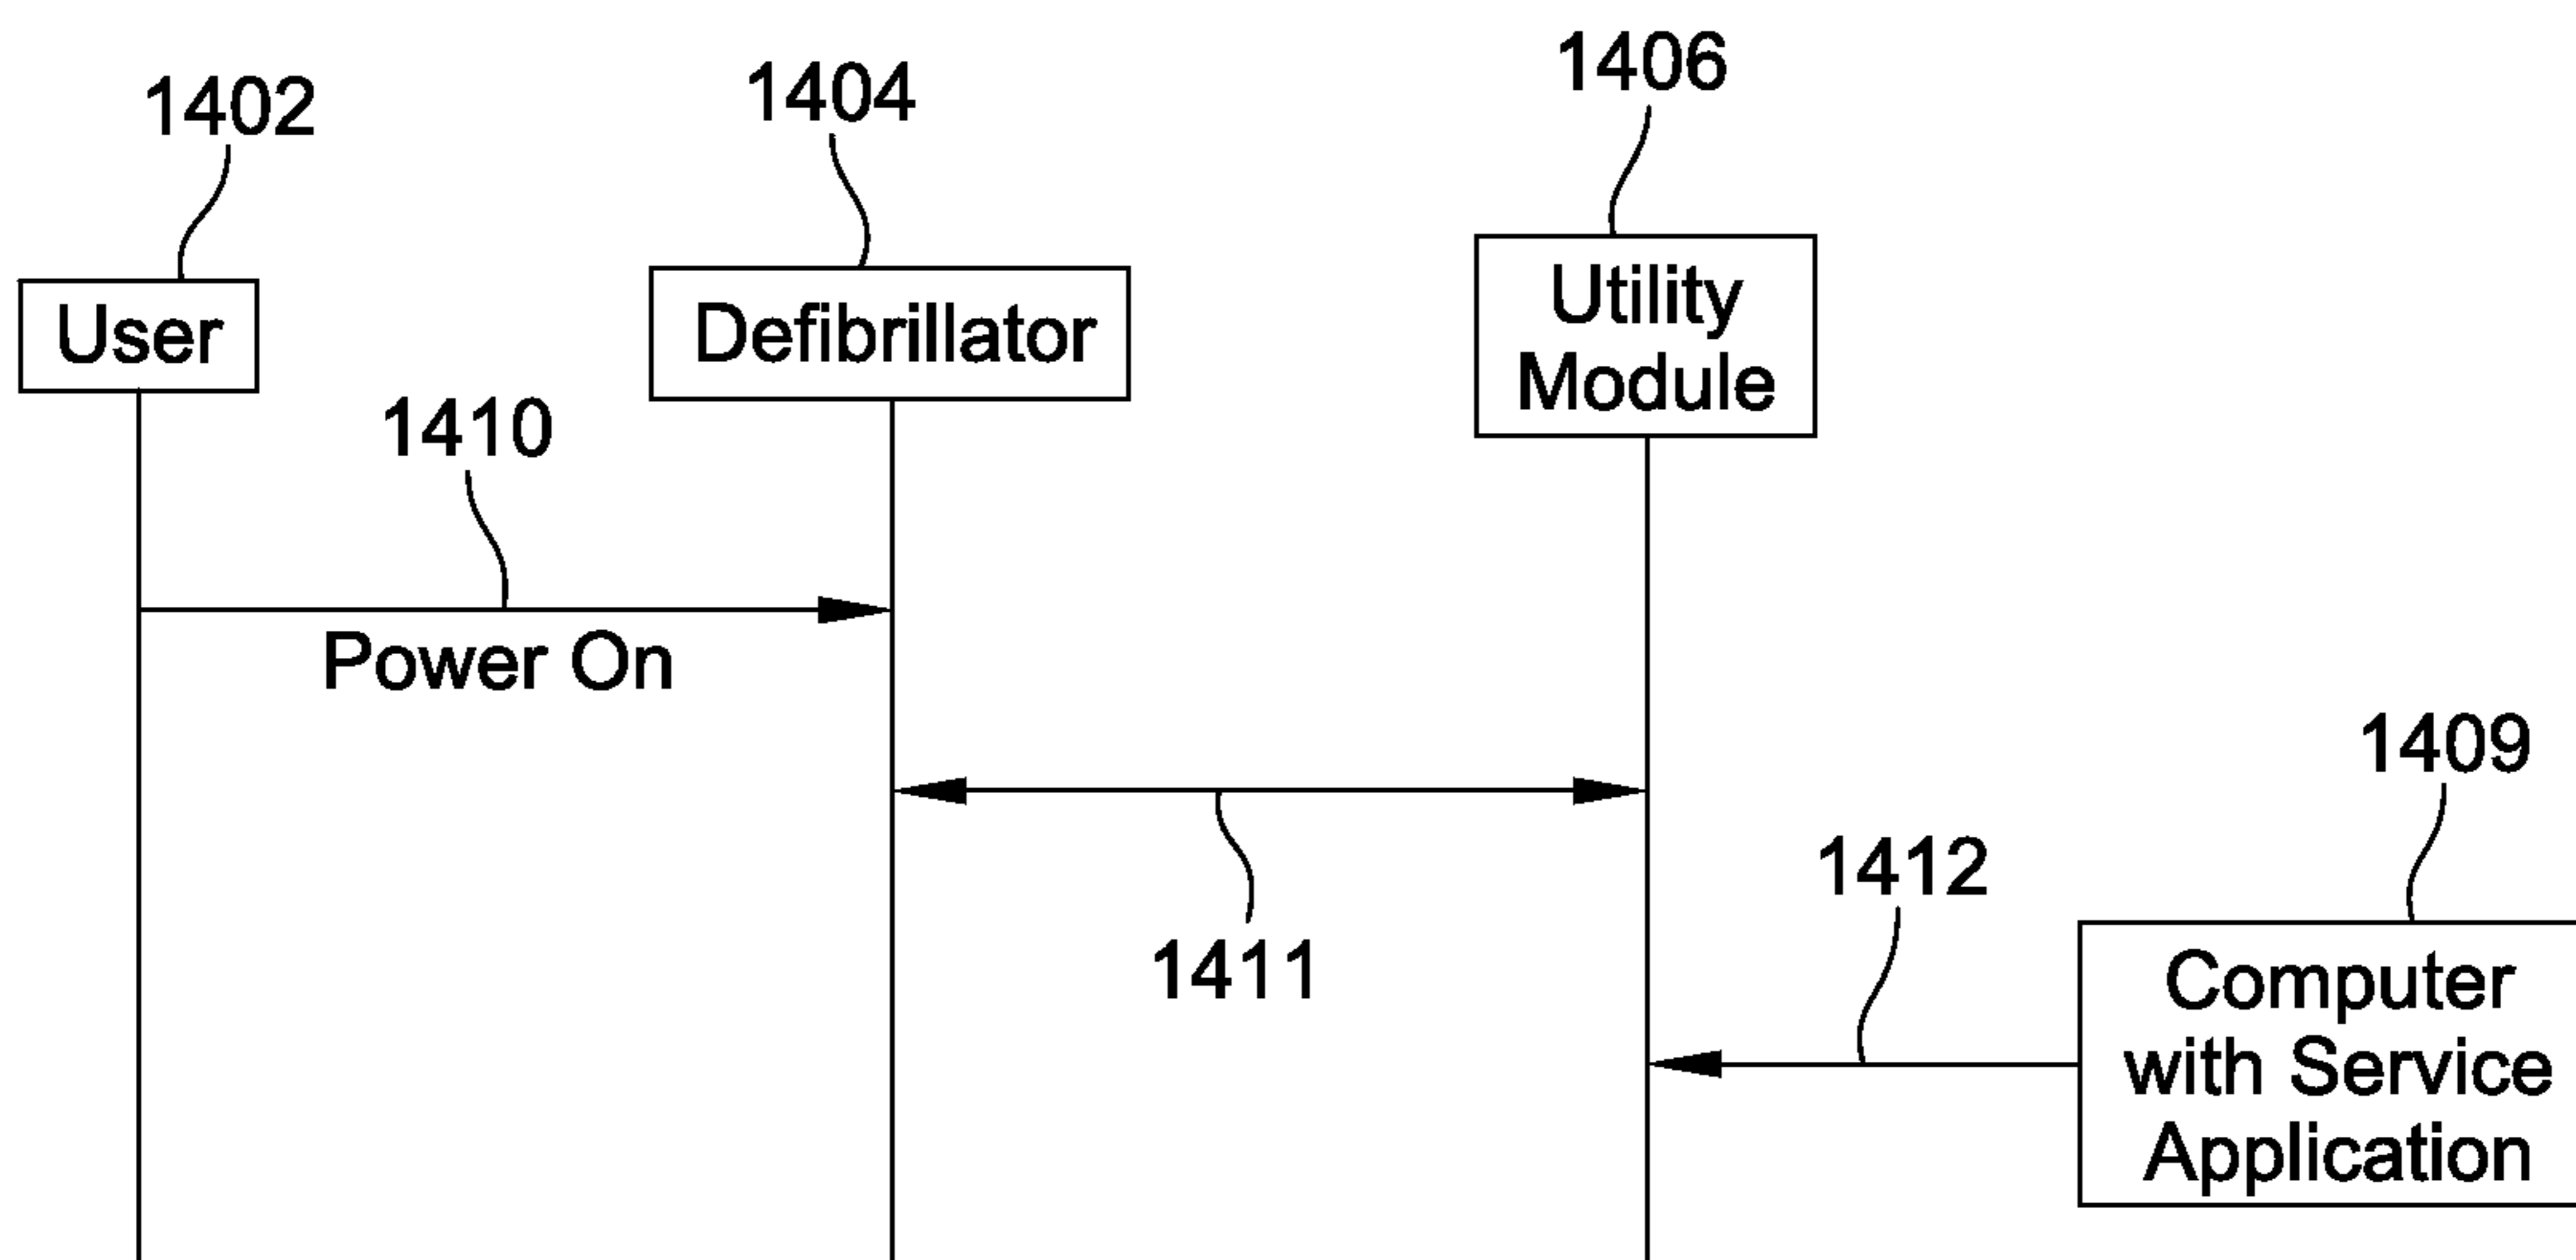 1402
1404
1406
User
Defibrillator
Utility
Module
1410
Power On
1409
1412
1411
Computer
with Service
Application